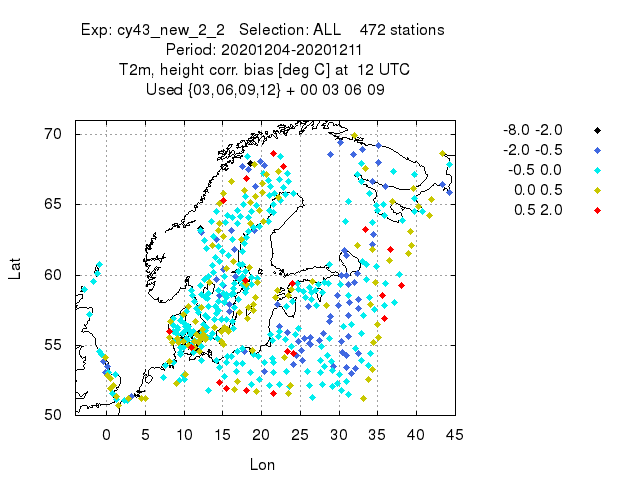 Exp: cy43_new_2_2 Selection: ALL 472 stations
Period: 20201204-20201211
T2m, height corr. bias [deg C] at 12 UTC
Used {03,06,09,12} + 00 03 06 09
70
65
60
55
50
Lat
0 5 10 15 20 25 30 35 40 45
Lon
-8.0 -2.0
-2.0 -0.5
-0.5 0.0
0.0 0.5
0.5 2.0